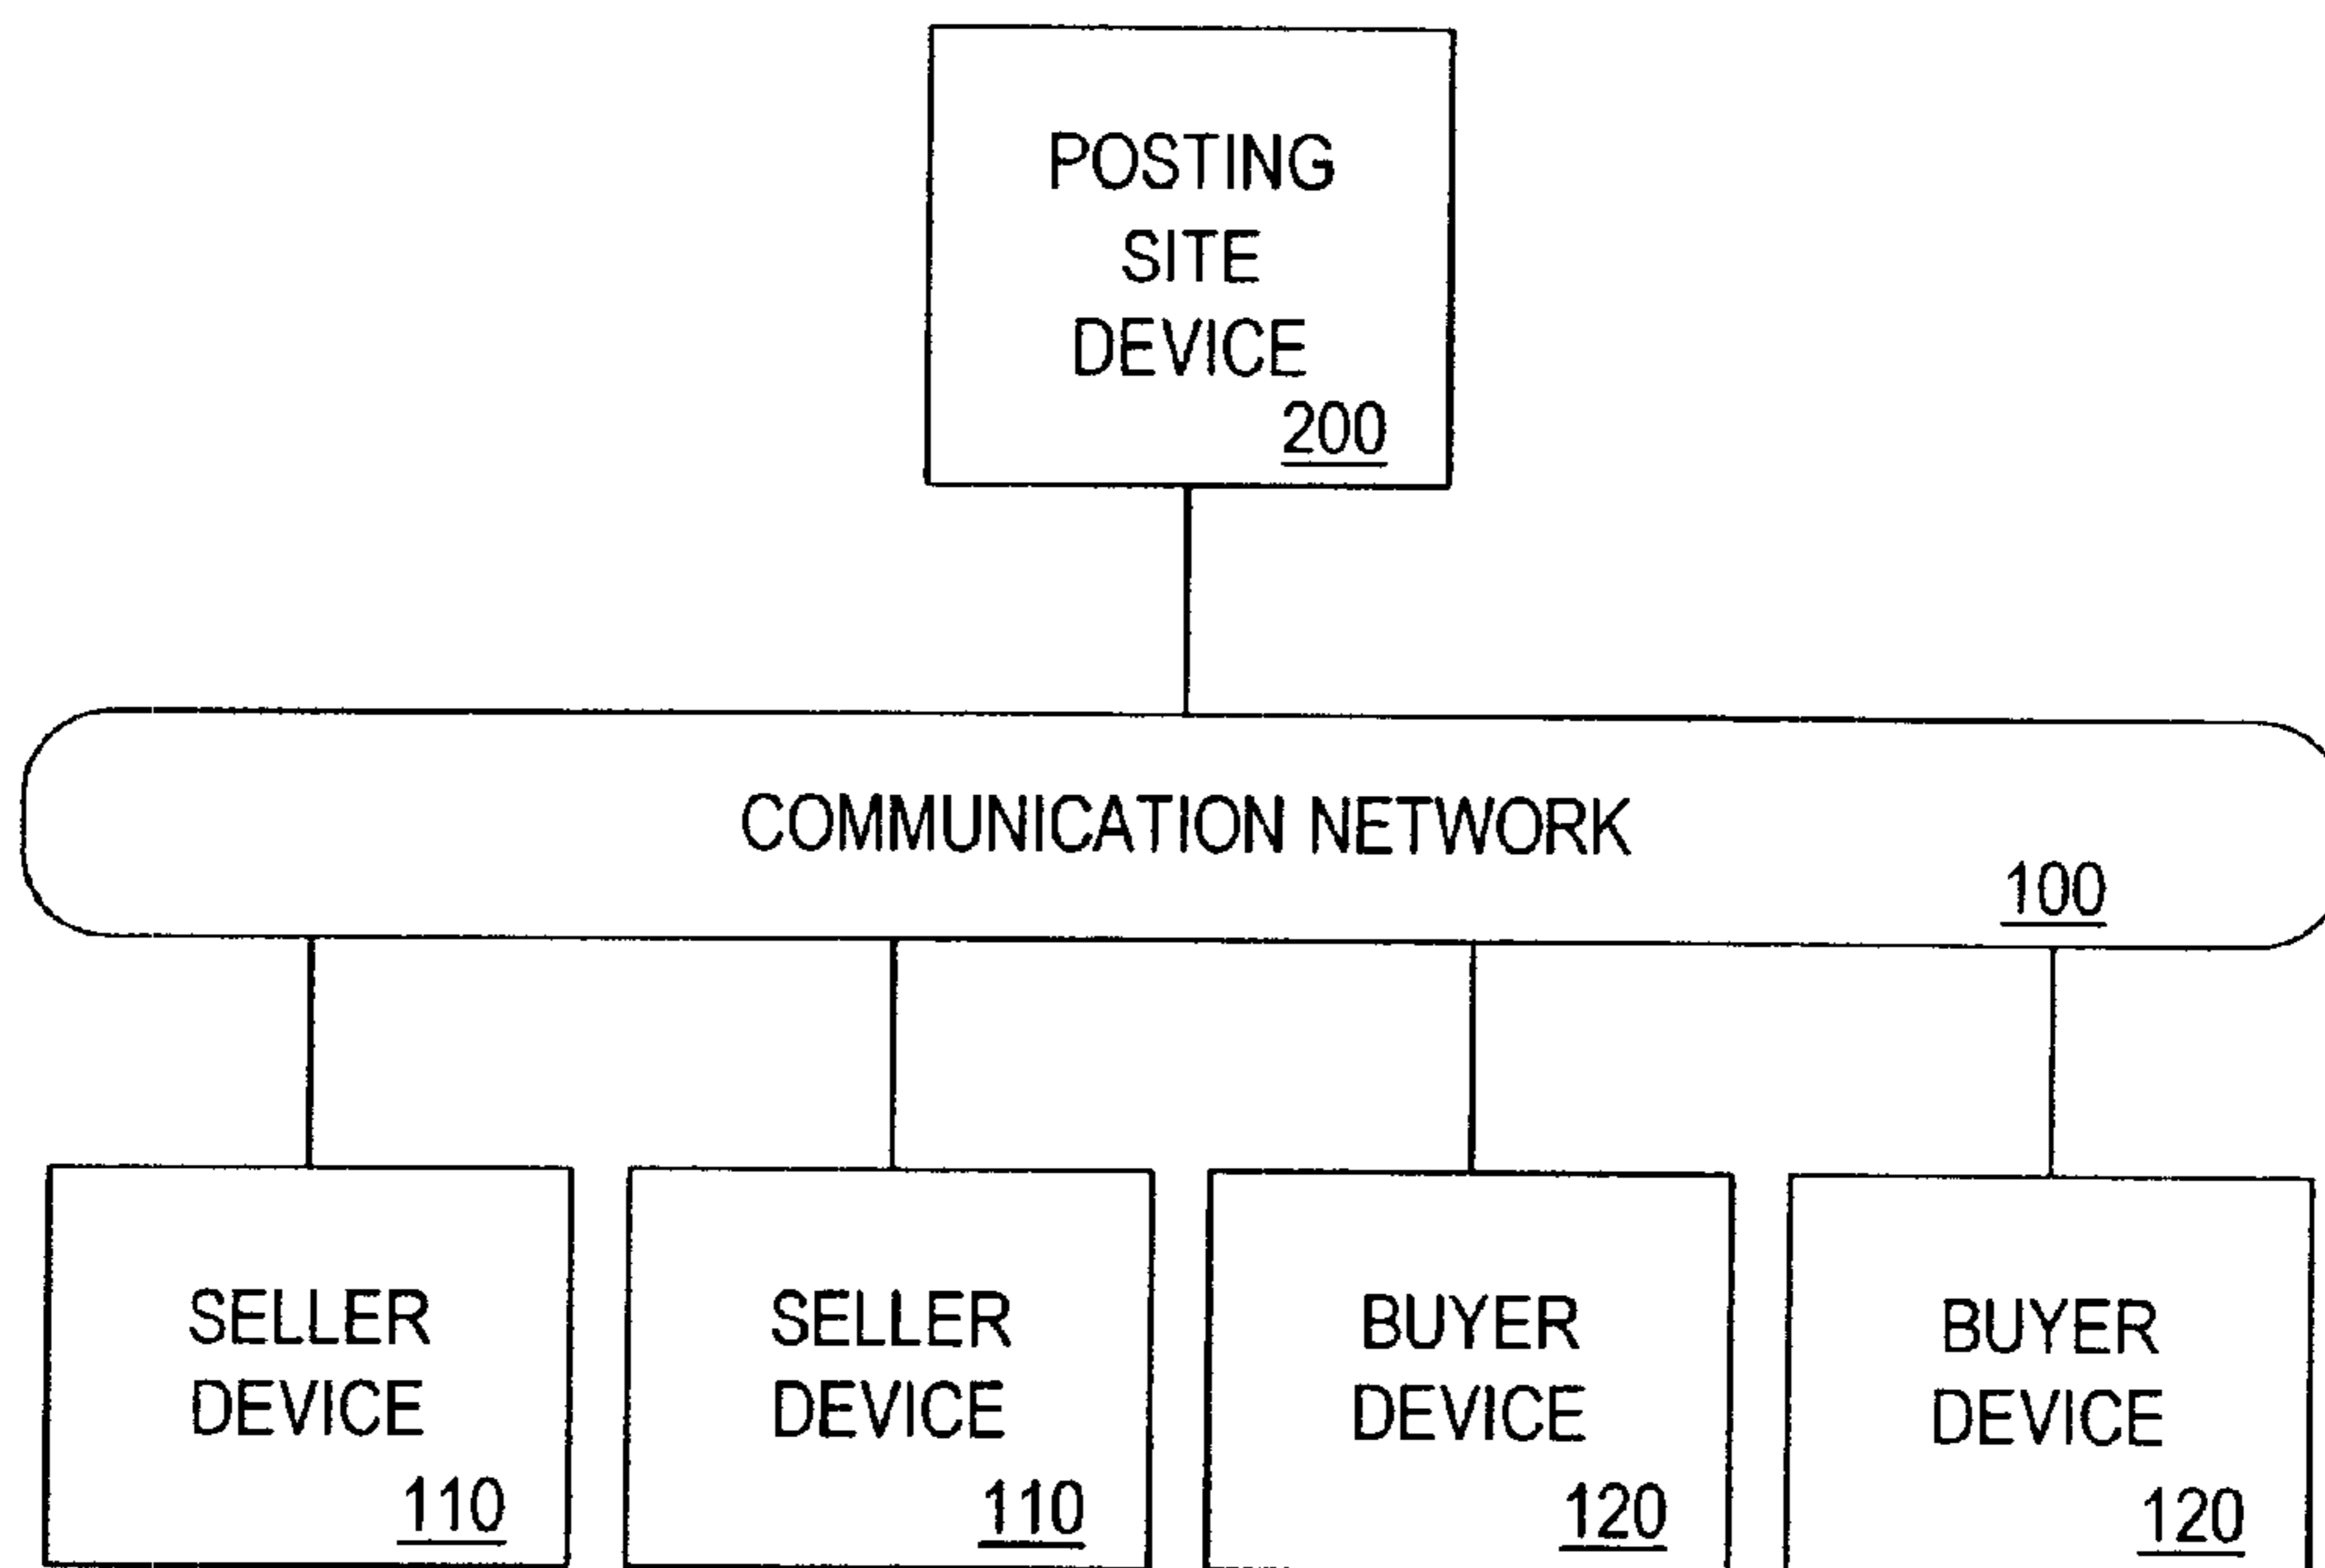 POSTING
SITE
DEVICE
200
COMMUNICATION NETWORK
100
SELLER
DEVICE
110
SELLER
DEVICE
110
BUYER
DEVICE
120
BUYER
DEVICE
120